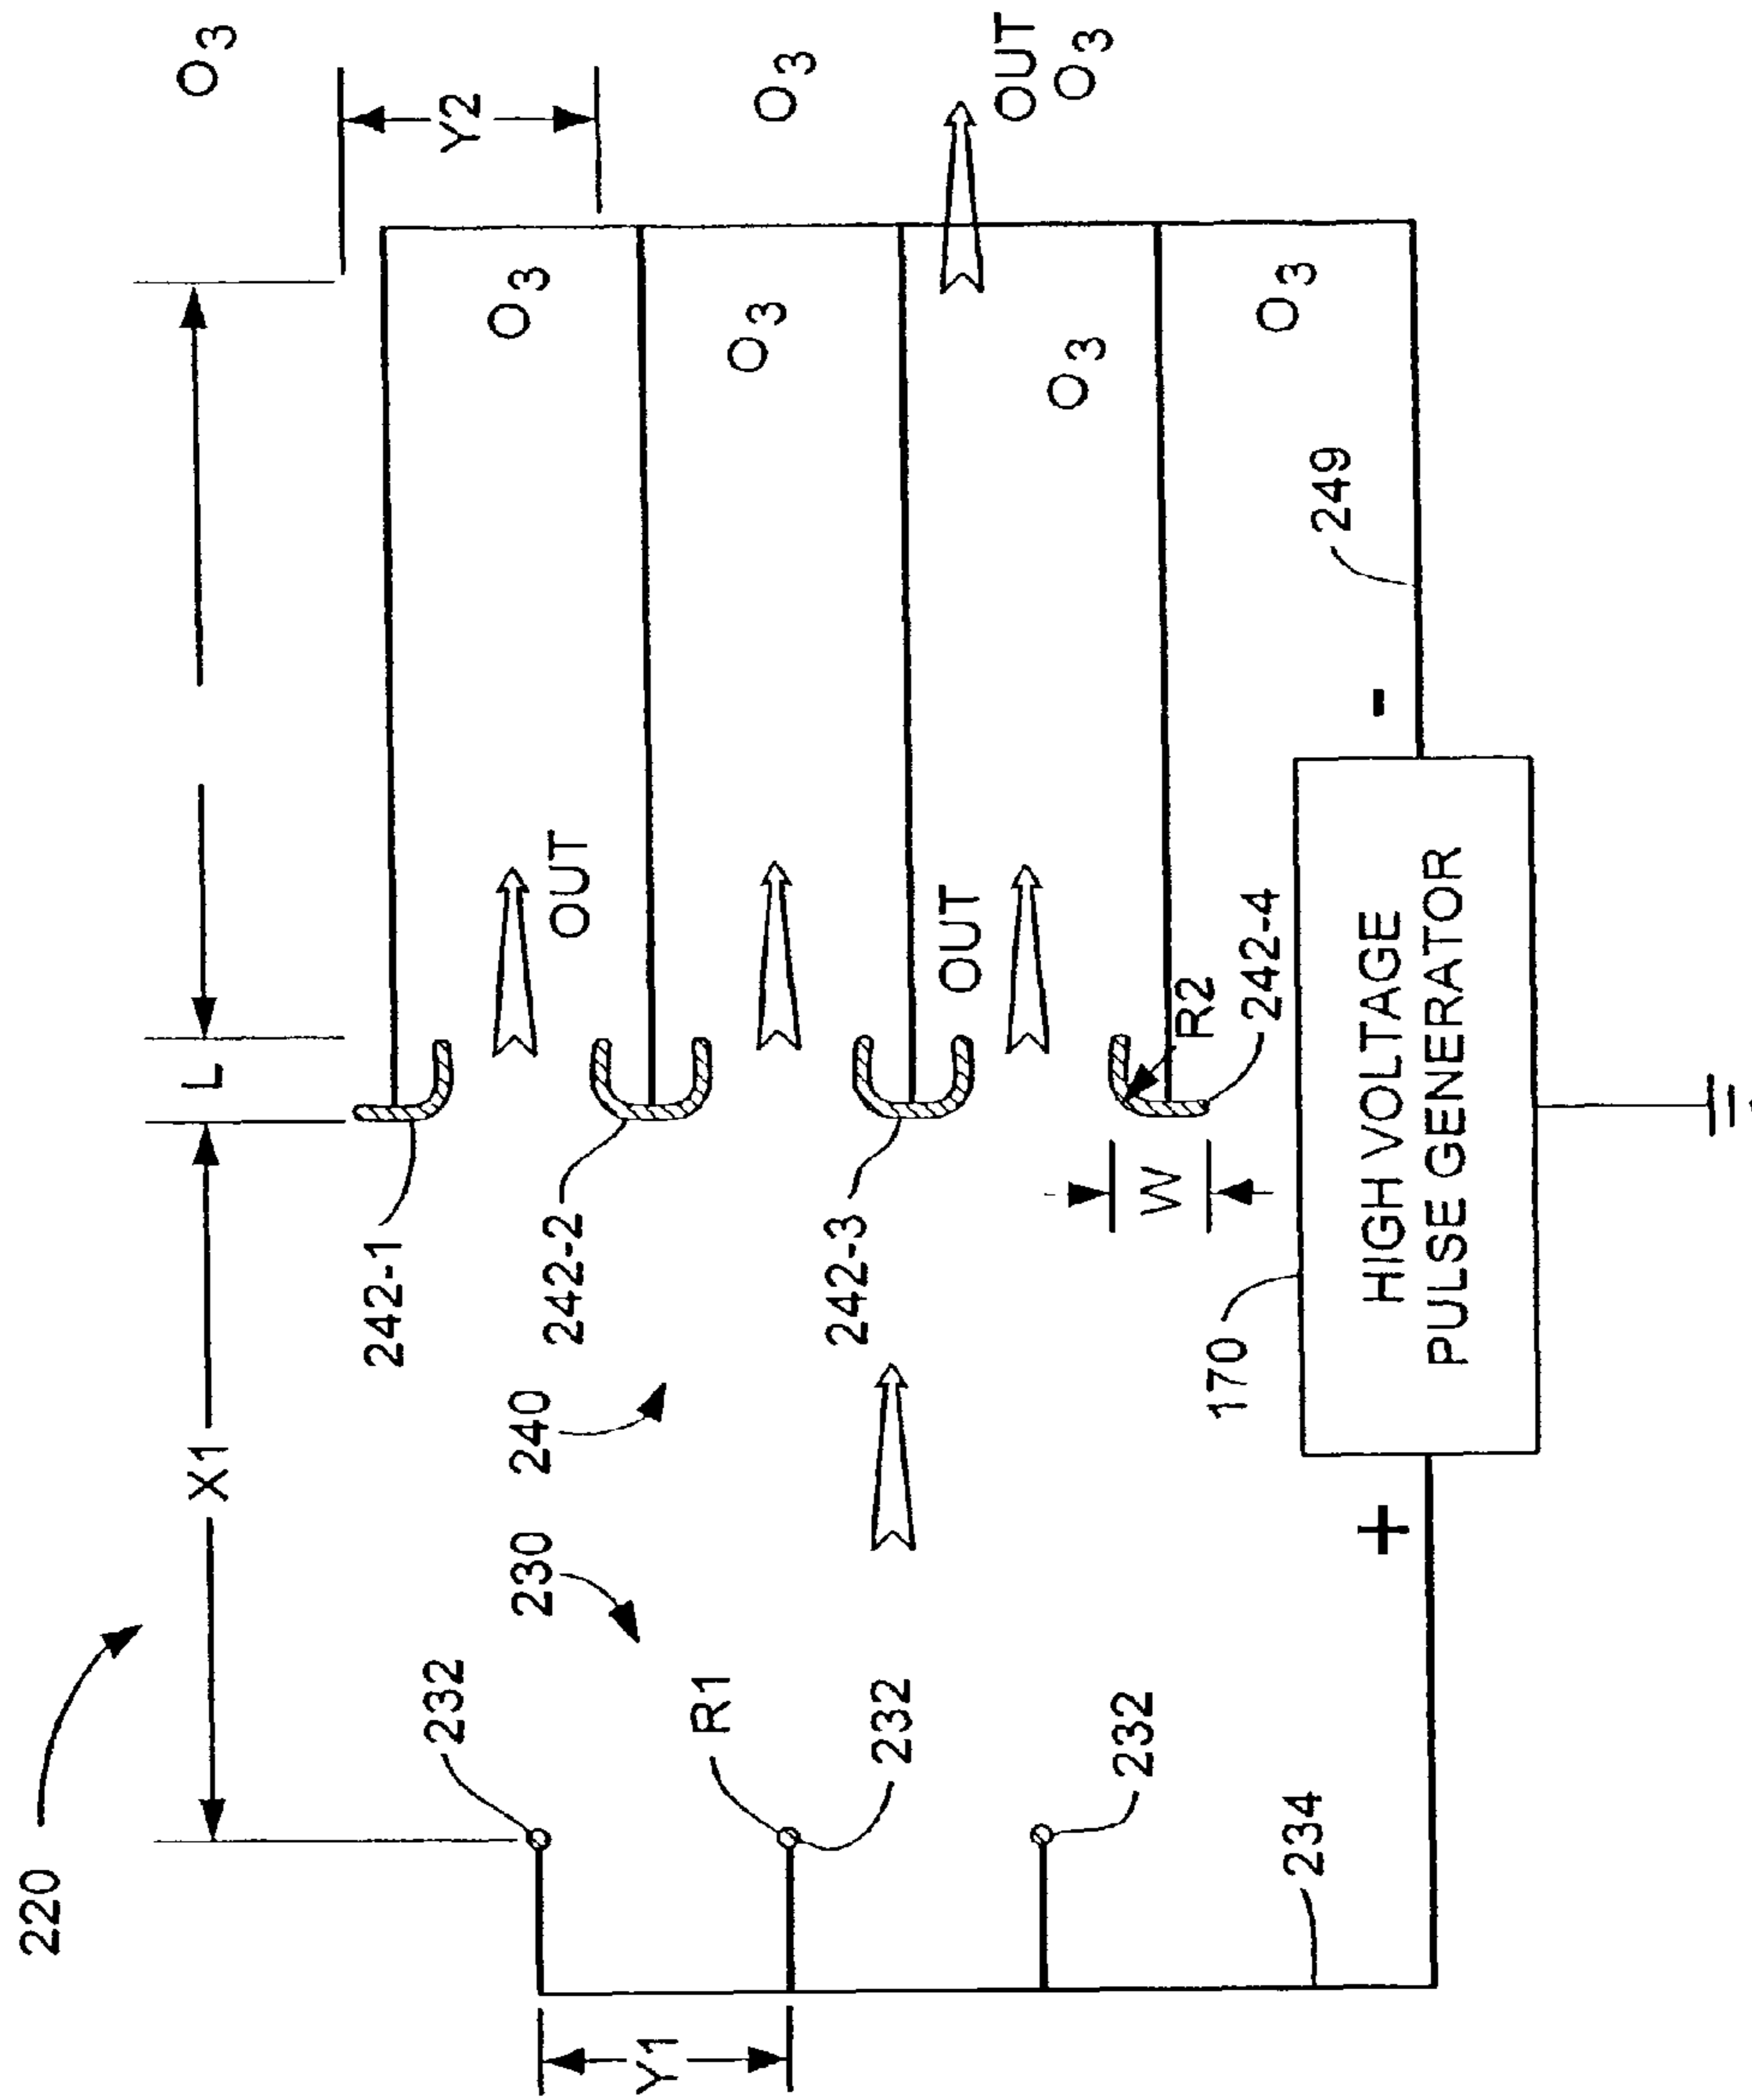 220
X1
L
Y2
O3
232
230
240
242-1
OUT
O3
Y1
R1
242-2
O3
O3
232
242-3
OUT
OUT
O3
O3
232
W
R2
242-4
O3
234
170
249
+
-
HIGH VOLTAGE
PULSE GENERATOR